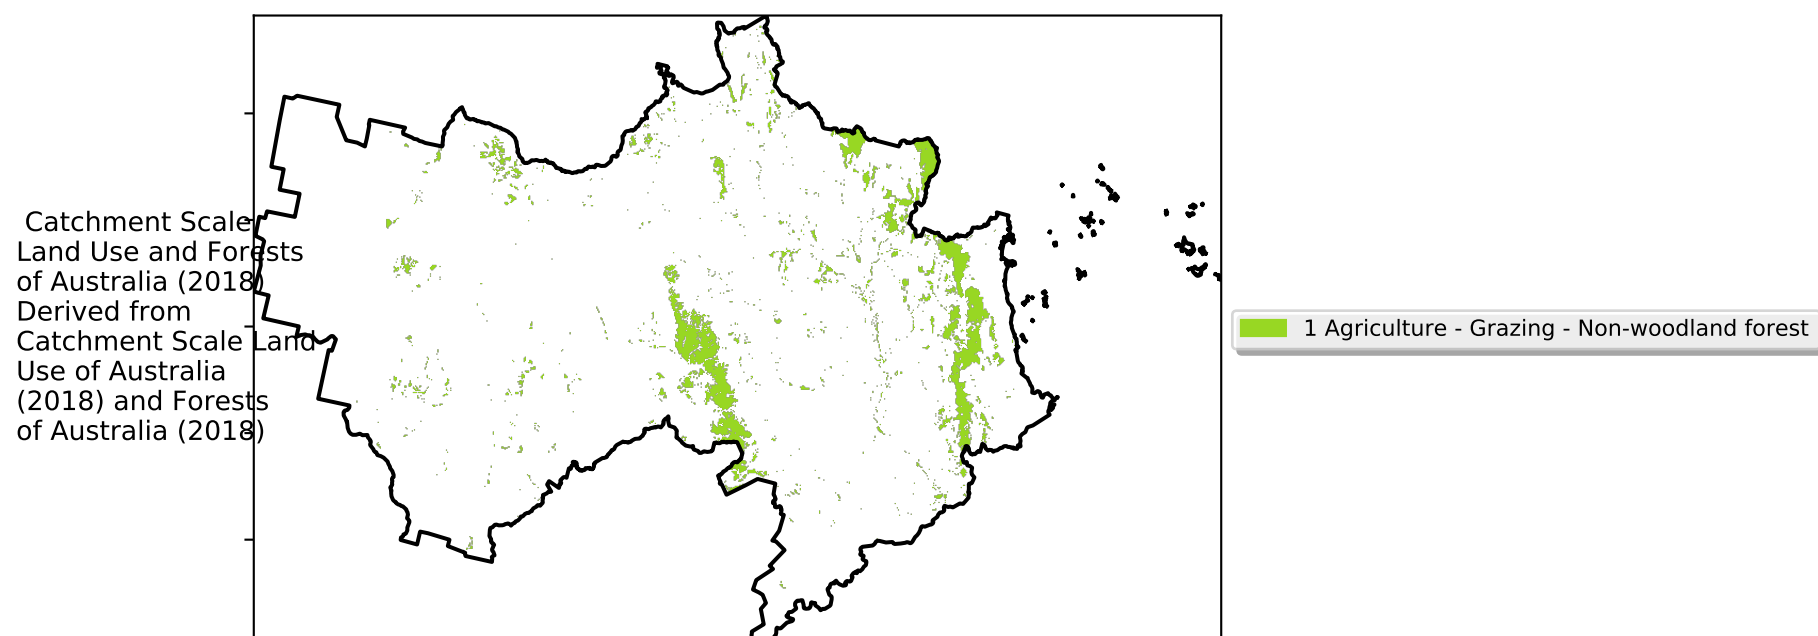 Catchment Scale
Land Use and Forests
of Australia (2018)
Derived from
Catchment Scale Land
Use of Australia
(2018) and Forests
of Australia (2018)
1 Agriculture - Grazing - Non-woodland forest